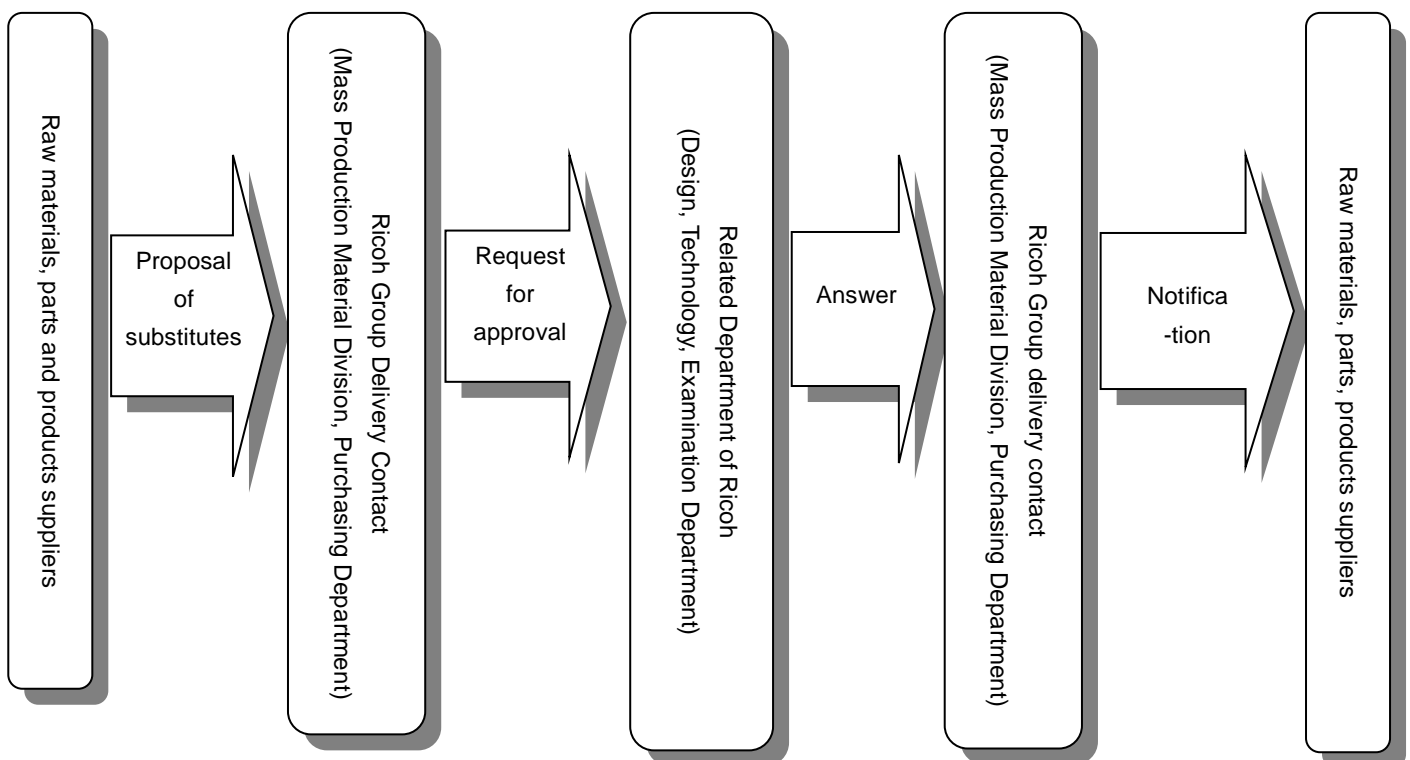 Raw materials, parts and products suppliers
Proposal
of
substitutes
Ricoh Group Delivery Contact
(Mass Production Material Division, Purchasing Department)
Request
for
approval
Related Department of Ricoh
(Design, Technology, Examination Department)
Answer
Ricoh Group delivery contact
(Mass Production Material Division, Purchasing Department)
Notifica
-tion
Raw materials, parts, products suppliers